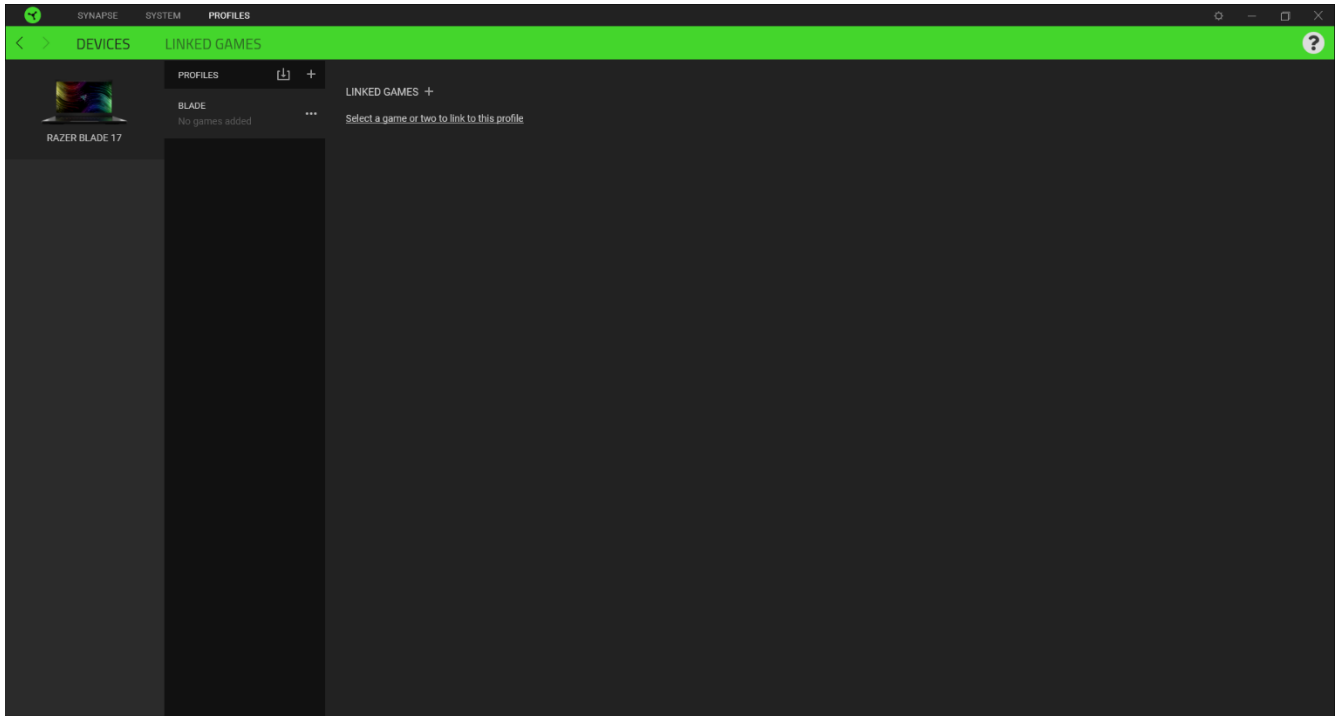 SYNAPSE SYSTEM PROFILES
DEVICES LINKED GAMES
?
RAZER BLADE 17
PROFILES
BLADE
No games added
LINKED GAMES +
Select a game or two to link to this profile